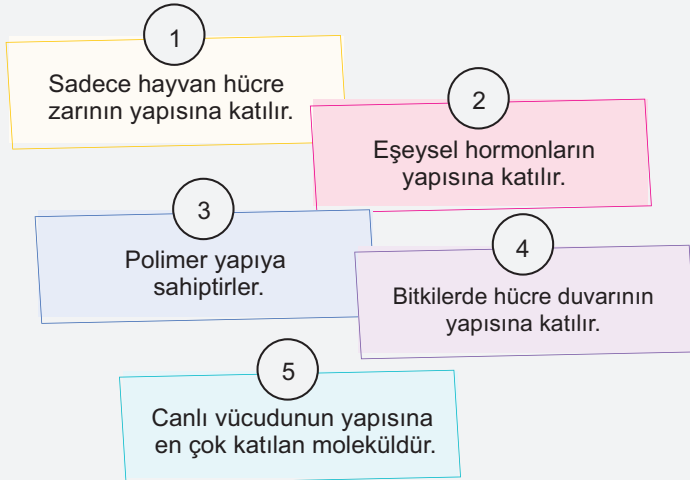 1
Sadece hayvan hücre
zarının yapısına katılır.
2
Eşeysel hormonların
yapısına katılır.
3
Polimer yapıya
sahiptirler.
4
Bitkilerde hücre duvarının
yapısına katılır.
5
Canlı vücudunun yapısına
en çok katılan moleküldür.